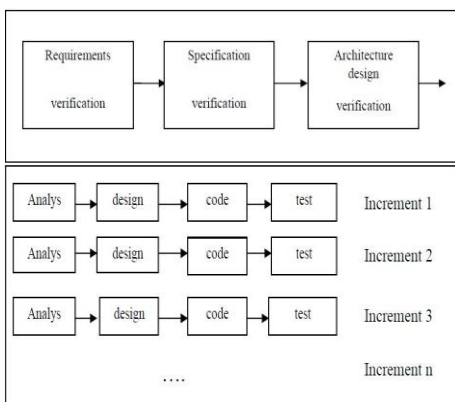 Requirements
verification
Specification
verification
Architecture
design
verification
Analys design code test Increment 1
Analys design code test Increment 2
Analys design code test Increment 3
.... Increment n